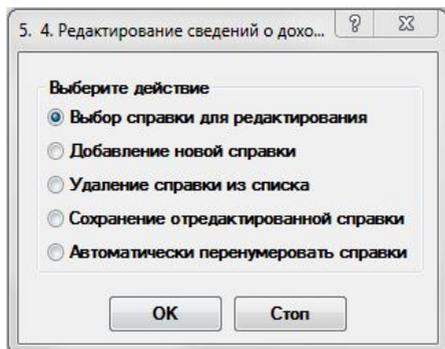 5. 4. Редактирование сведений о дохо...
Выберите действие
Выбор справки для редактирования
Добавление новой справки
Удаление справки из списка
Сохранение отредактированной справки
Автоматически перенумеровать справки
OK
Стоп